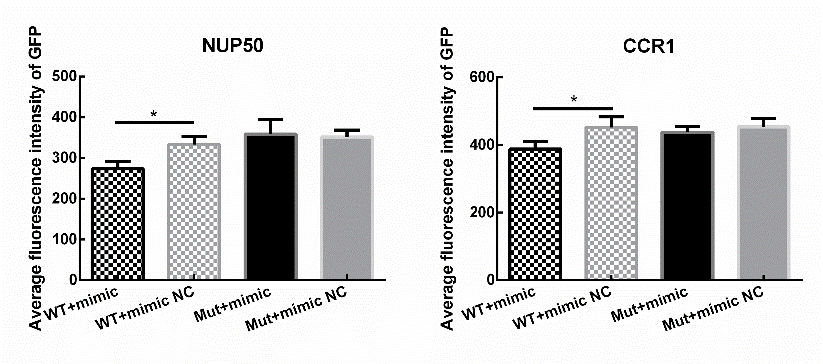 NUP50
Average fluorescence intensity of GFP
500
400
300
200
100
0
*
WT+mimic
WT+mimic NC
Mut+mimic
Mut+mimic NC
CCR1
Average fluorescence intensity of GFP
600
400
200
0
*
WT+mimic
WT+mimic NC
Mut+mimic
Mut+mimic NC